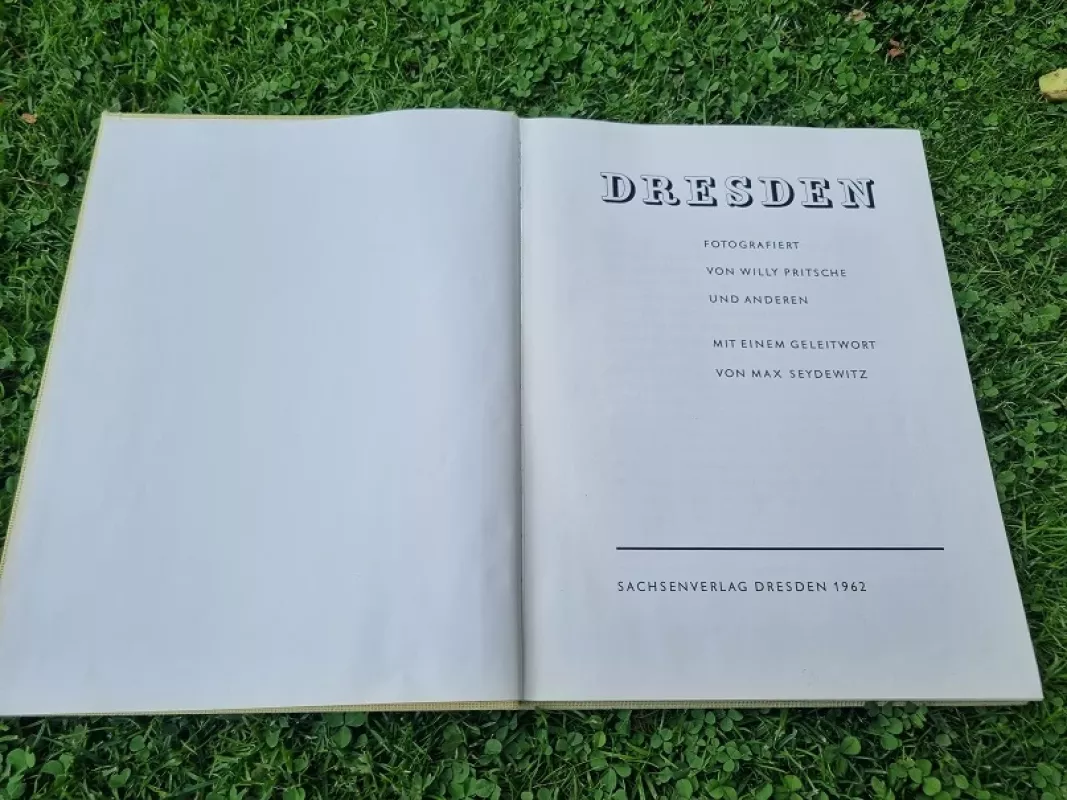 DRESDEN
FOTOGRAFIERT
VON WILLY PRITSCHE
UND ANDEREN
MIT EINEM GELEITWORT
VON MAX SEYDEWITZ
SACHSENVERLAG DRESDEN 1962